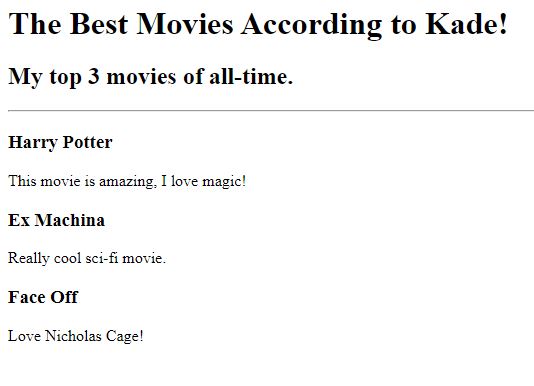 The Best Movies According to Kade!
My top 3 movies of all-time.
Harry Potter
This movie is amazing, I love magic!
Ex Machina
Really cool sci-fi movie.
Face Off
Love Nicholas Cage!